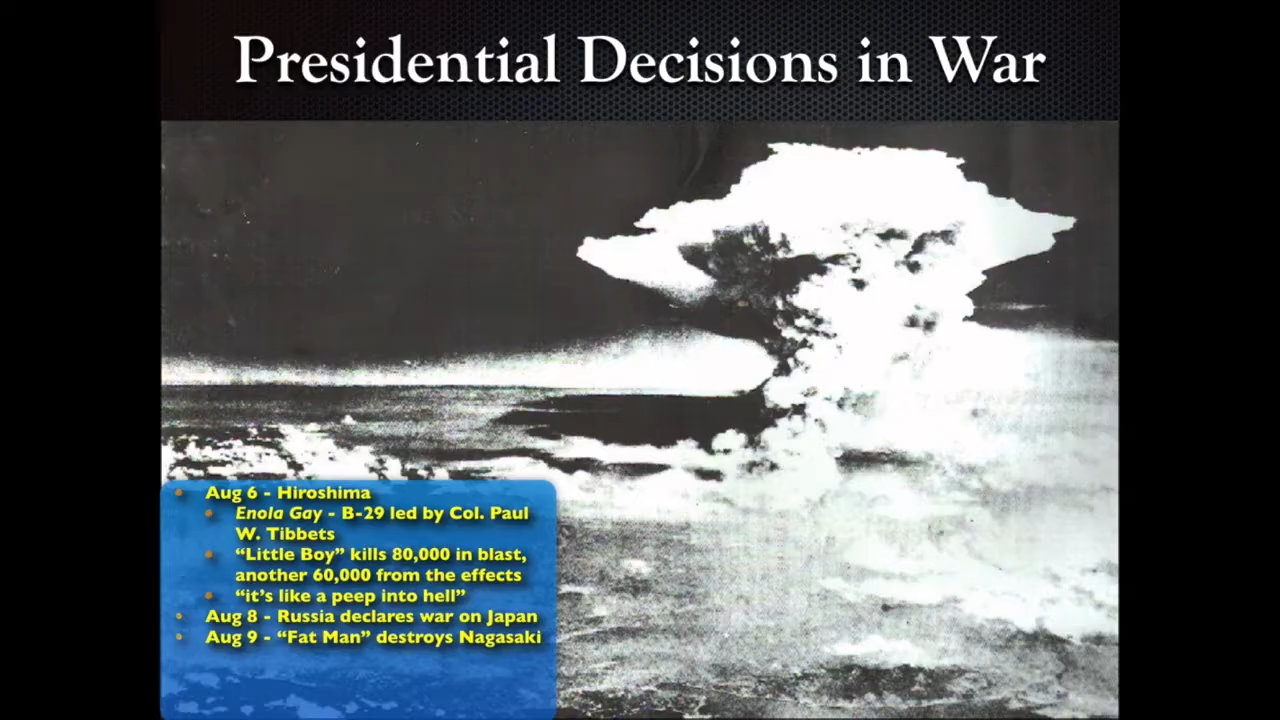 Presidential Decisions in War
• Aug 6 - Hiroshima
• Enola Gay - B-29 led by Col. Paul
W. Tibbets
• “Little Boy” kills 80,000 in blast,
another 60,000 from the effects
• “it’s like a peep into hell”
• Aug 8 - Russia declares war on Japan
• Aug 9 - “Fat Man” destroys Nagasaki